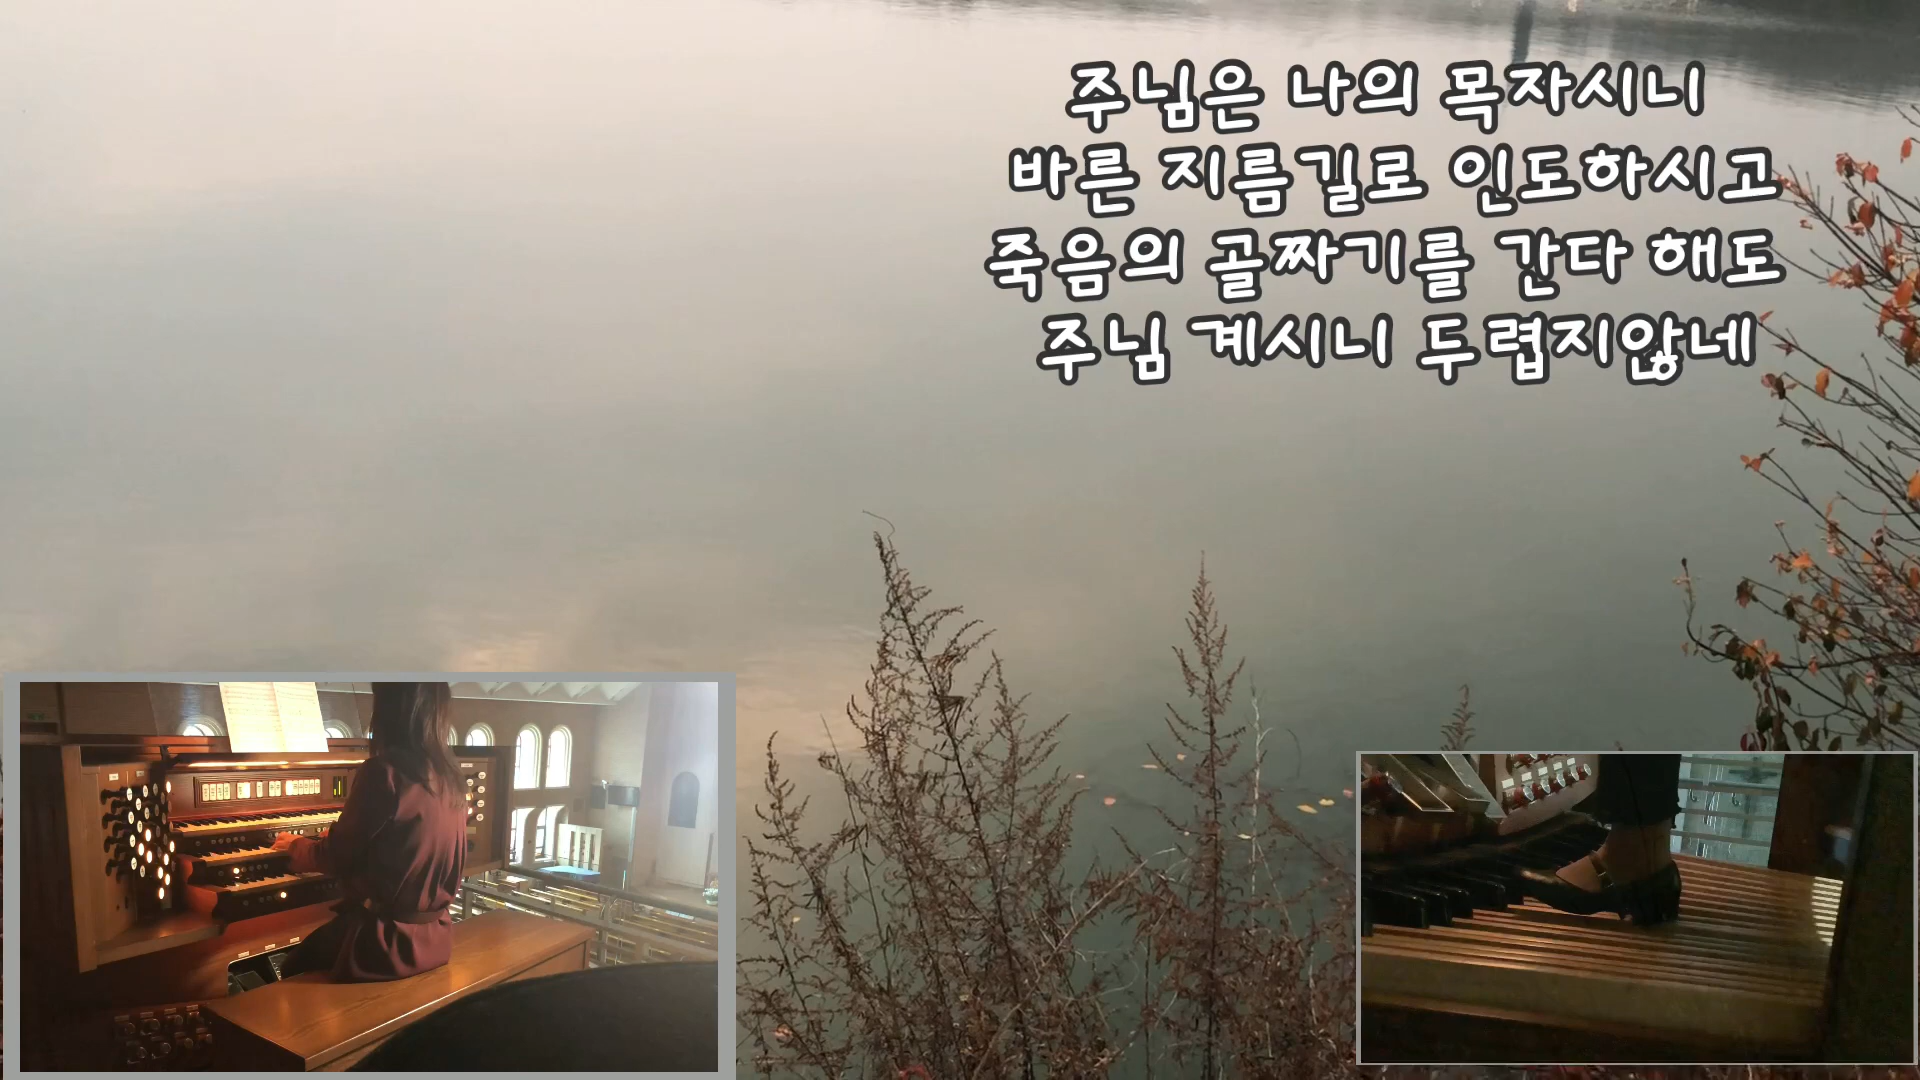 주님은 나의 목자시니
바른 지름길로 인도하시고
죽음의 골짜기를 간다 해도
주님 계시니 두렵지않네